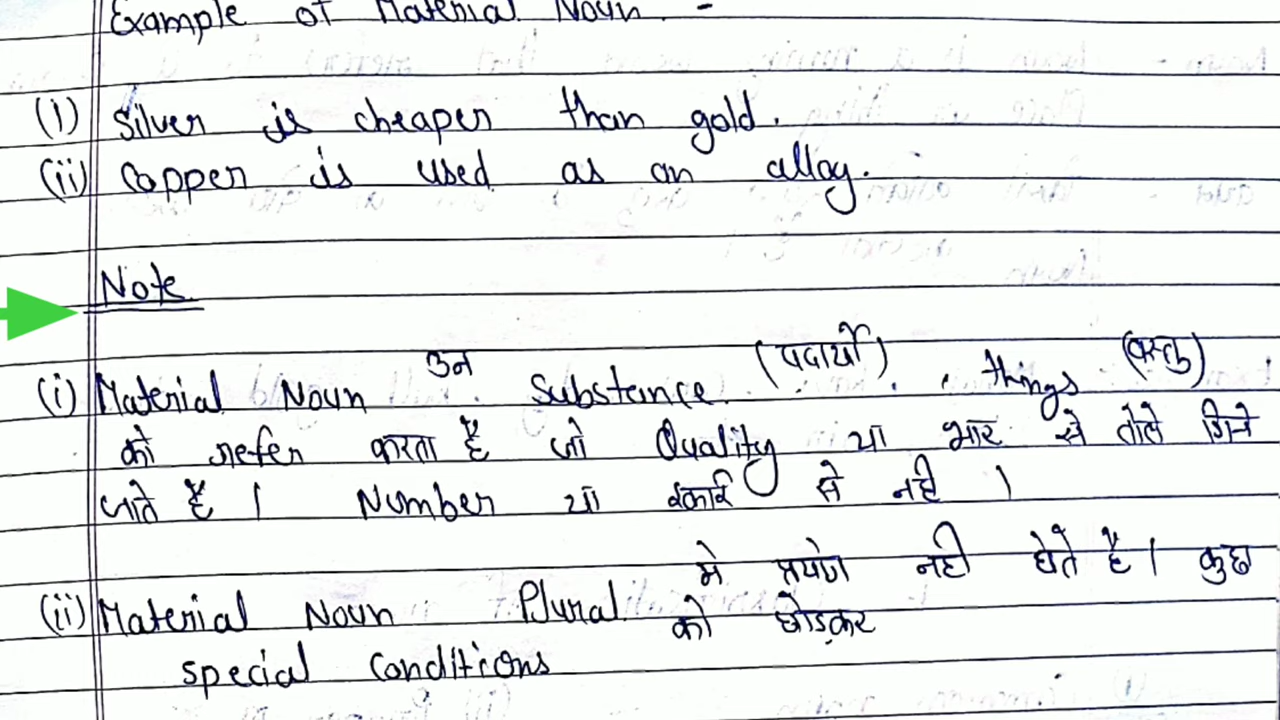 Example of Material Noun. -
(i) Silver is cheaper than gold.
(ii) Copper is used as an alloy.
Note
(i) Material Noun उन Substance (पदार्थो) , things (वस्तु)
को refer करता है जो Quality या भार से तोले गिने
जाते हैं । Number या इकाई से नही ।
(ii) Material Noun Plural में प्रयोग नही होते है । कुछ
special conditions को छोड़कर